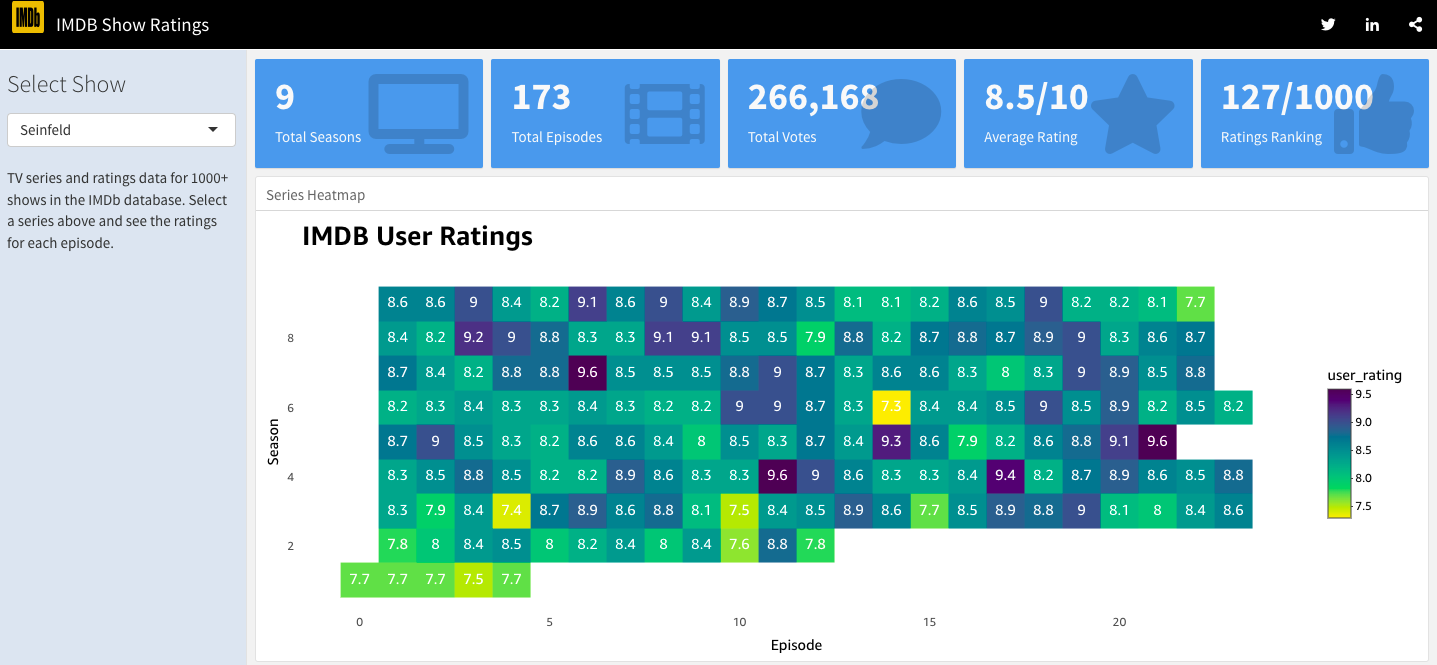 IMDb IMDB Show Ratings
Select Show
Seinfeld
TV series and ratings data for 1000+
shows in the IMDb database. Select
a series above and see the ratings
for each episode.
9
Total Seasons
173
Total Episodes
266,168
Total Votes
8.5/10
Average Rating
127/1000
Ratings Ranking
Series Heatmap
IMDB User Ratings
8.6 8.6 9 8.4 8.2 9.1 8.6 9 8.4 8.9 8.7 8.5 8.1 8.1 8.2 8.6 8.5 9 8.2 8.2 8.1 7.7
8 8.4 8.2 9.2 9 8.8 8.3 8.3 9.1 9.1 8.5 8.5 7.9 8.8 8.2 8.7 8.8 8.7 8.9 9 8.3 8.6 8.7
8.7 8.4 8.2 8.8 8.8 9.6 8.5 8.5 8.5 8.8 9 8.7 8.3 8.6 8.6 8.3 8 8.3 9 8.9 8.5 8.8
6 8.2 8.3 8.4 8.3 8.3 8.4 8.3 8.2 8.2 9 9 8.7 8.3 7.3 8.4 8.4 8.5 9 8.5 8.9 8.2 8.5 8.2
8.7 9 8.5 8.3 8.2 8.6 8.6 8.4 8 8.5 8.3 8.7 8.4 9.3 8.6 7.9 8.2 8.6 8.8 9.1 9.6
4 8.3 8.5 8.8 8.5 8.2 8.2 8.9 8.6 8.3 8.3 9.6 9 8.6 8.3 8.3 8.4 9.4 8.2 8.7 8.9 8.6 8.5 8.8
8.3 7.9 8.4 7.4 8.7 8.9 8.6 8.8 8.1 7.5 8.4 8.5 8.9 8.6 7.7 8.5 8.9 8.8 9 8.1 8 8.4 8.6
2 7.8 8 8.4 8.5 8 8.2 8.4 8 8.4 7.6 8.8 7.8
7.7 7.7 7.7 7.5 7.7
0 5 10 15 20
Season
Episode
user_rating
9.5
9.0
8.5
8.0
7.5